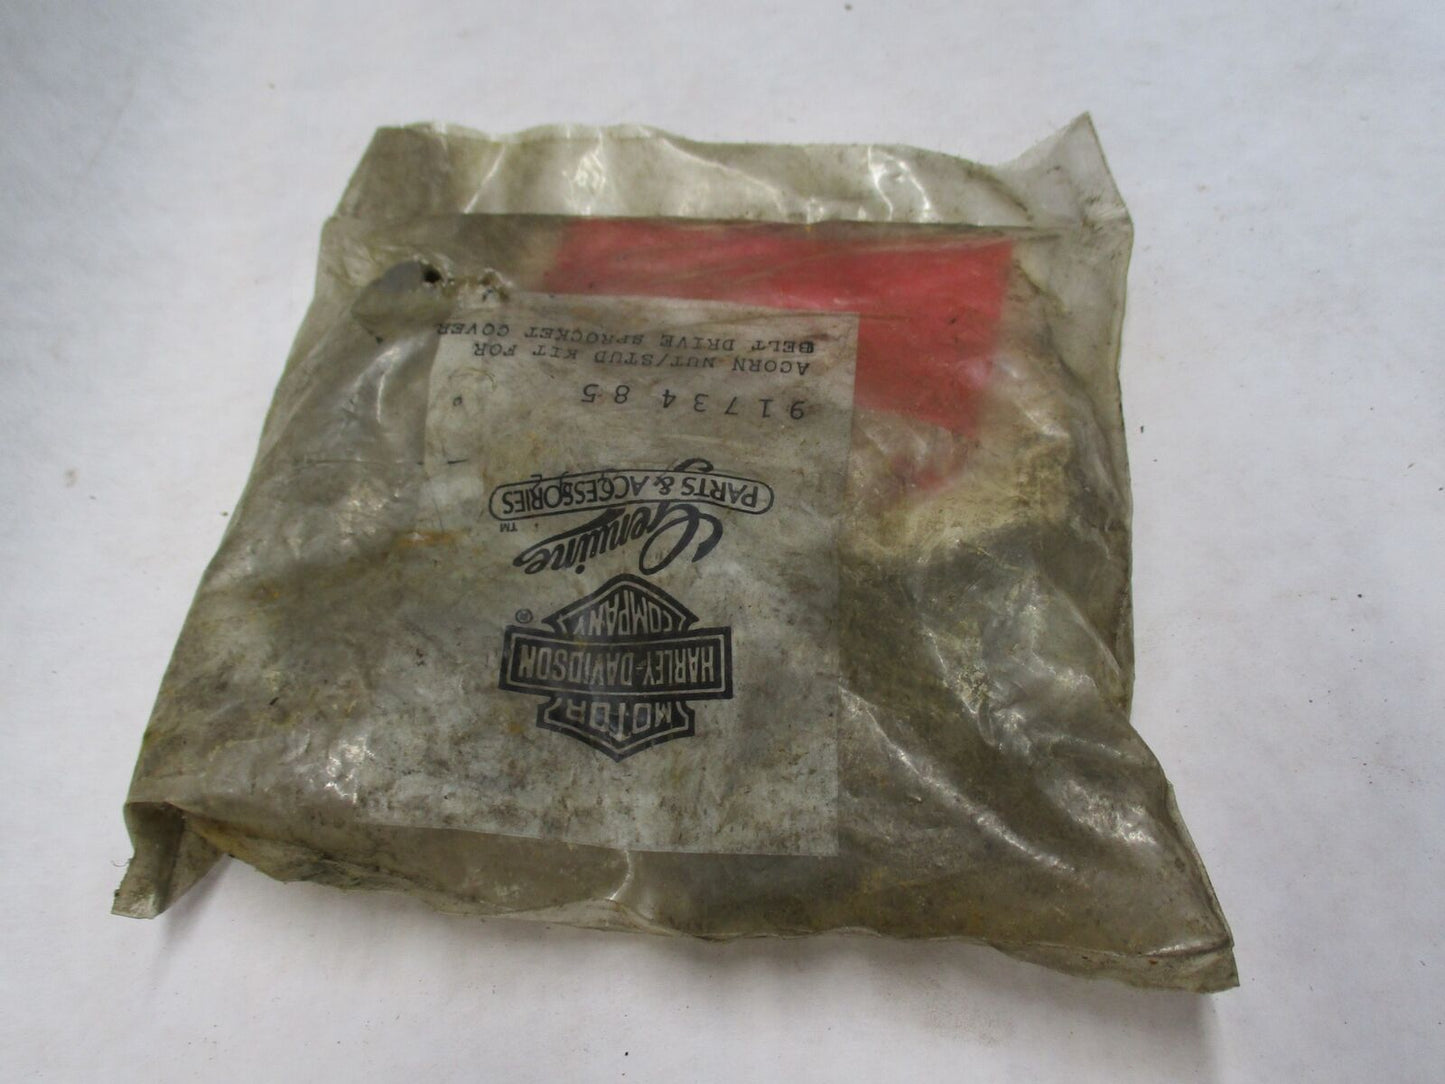 MOTOR
HARLEY-DAVIDSON
COMPANY
®
Genuine
™
PARTS & ACCESSORIES
91734 85
ACORN NUT/STUD KIT FOR
BELT DRIVE SPROCKET COVER